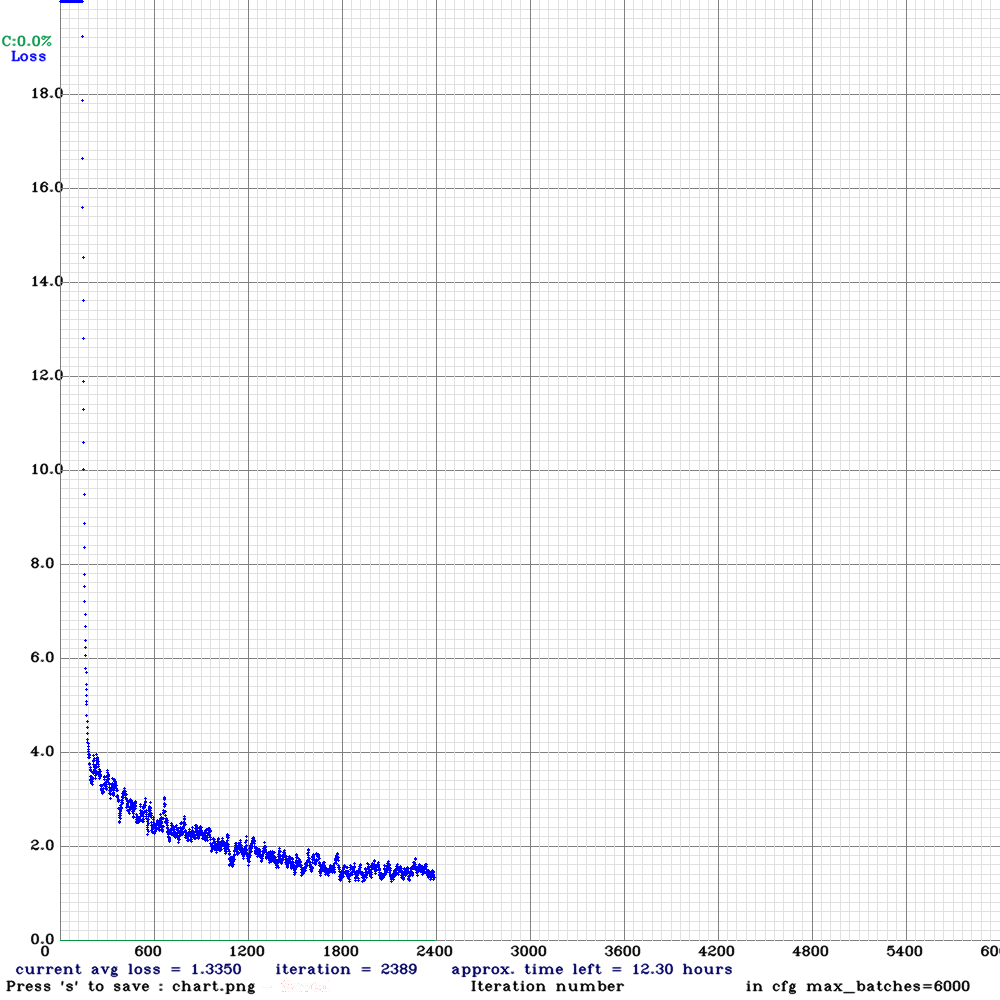 C:0.0%
Loss
18.0
16.0
14.0
12.0
10.0
8.0
6.0
4.0
2.0
0.0
0 600 1200 1800 2400 3000 3600 4200 4800 5400
current avg loss = 1.3350 iteration = 2389 approx. time left = 12.30 hours
Press 's' to save : chart.png Iteration number in cfg max_batches=6000